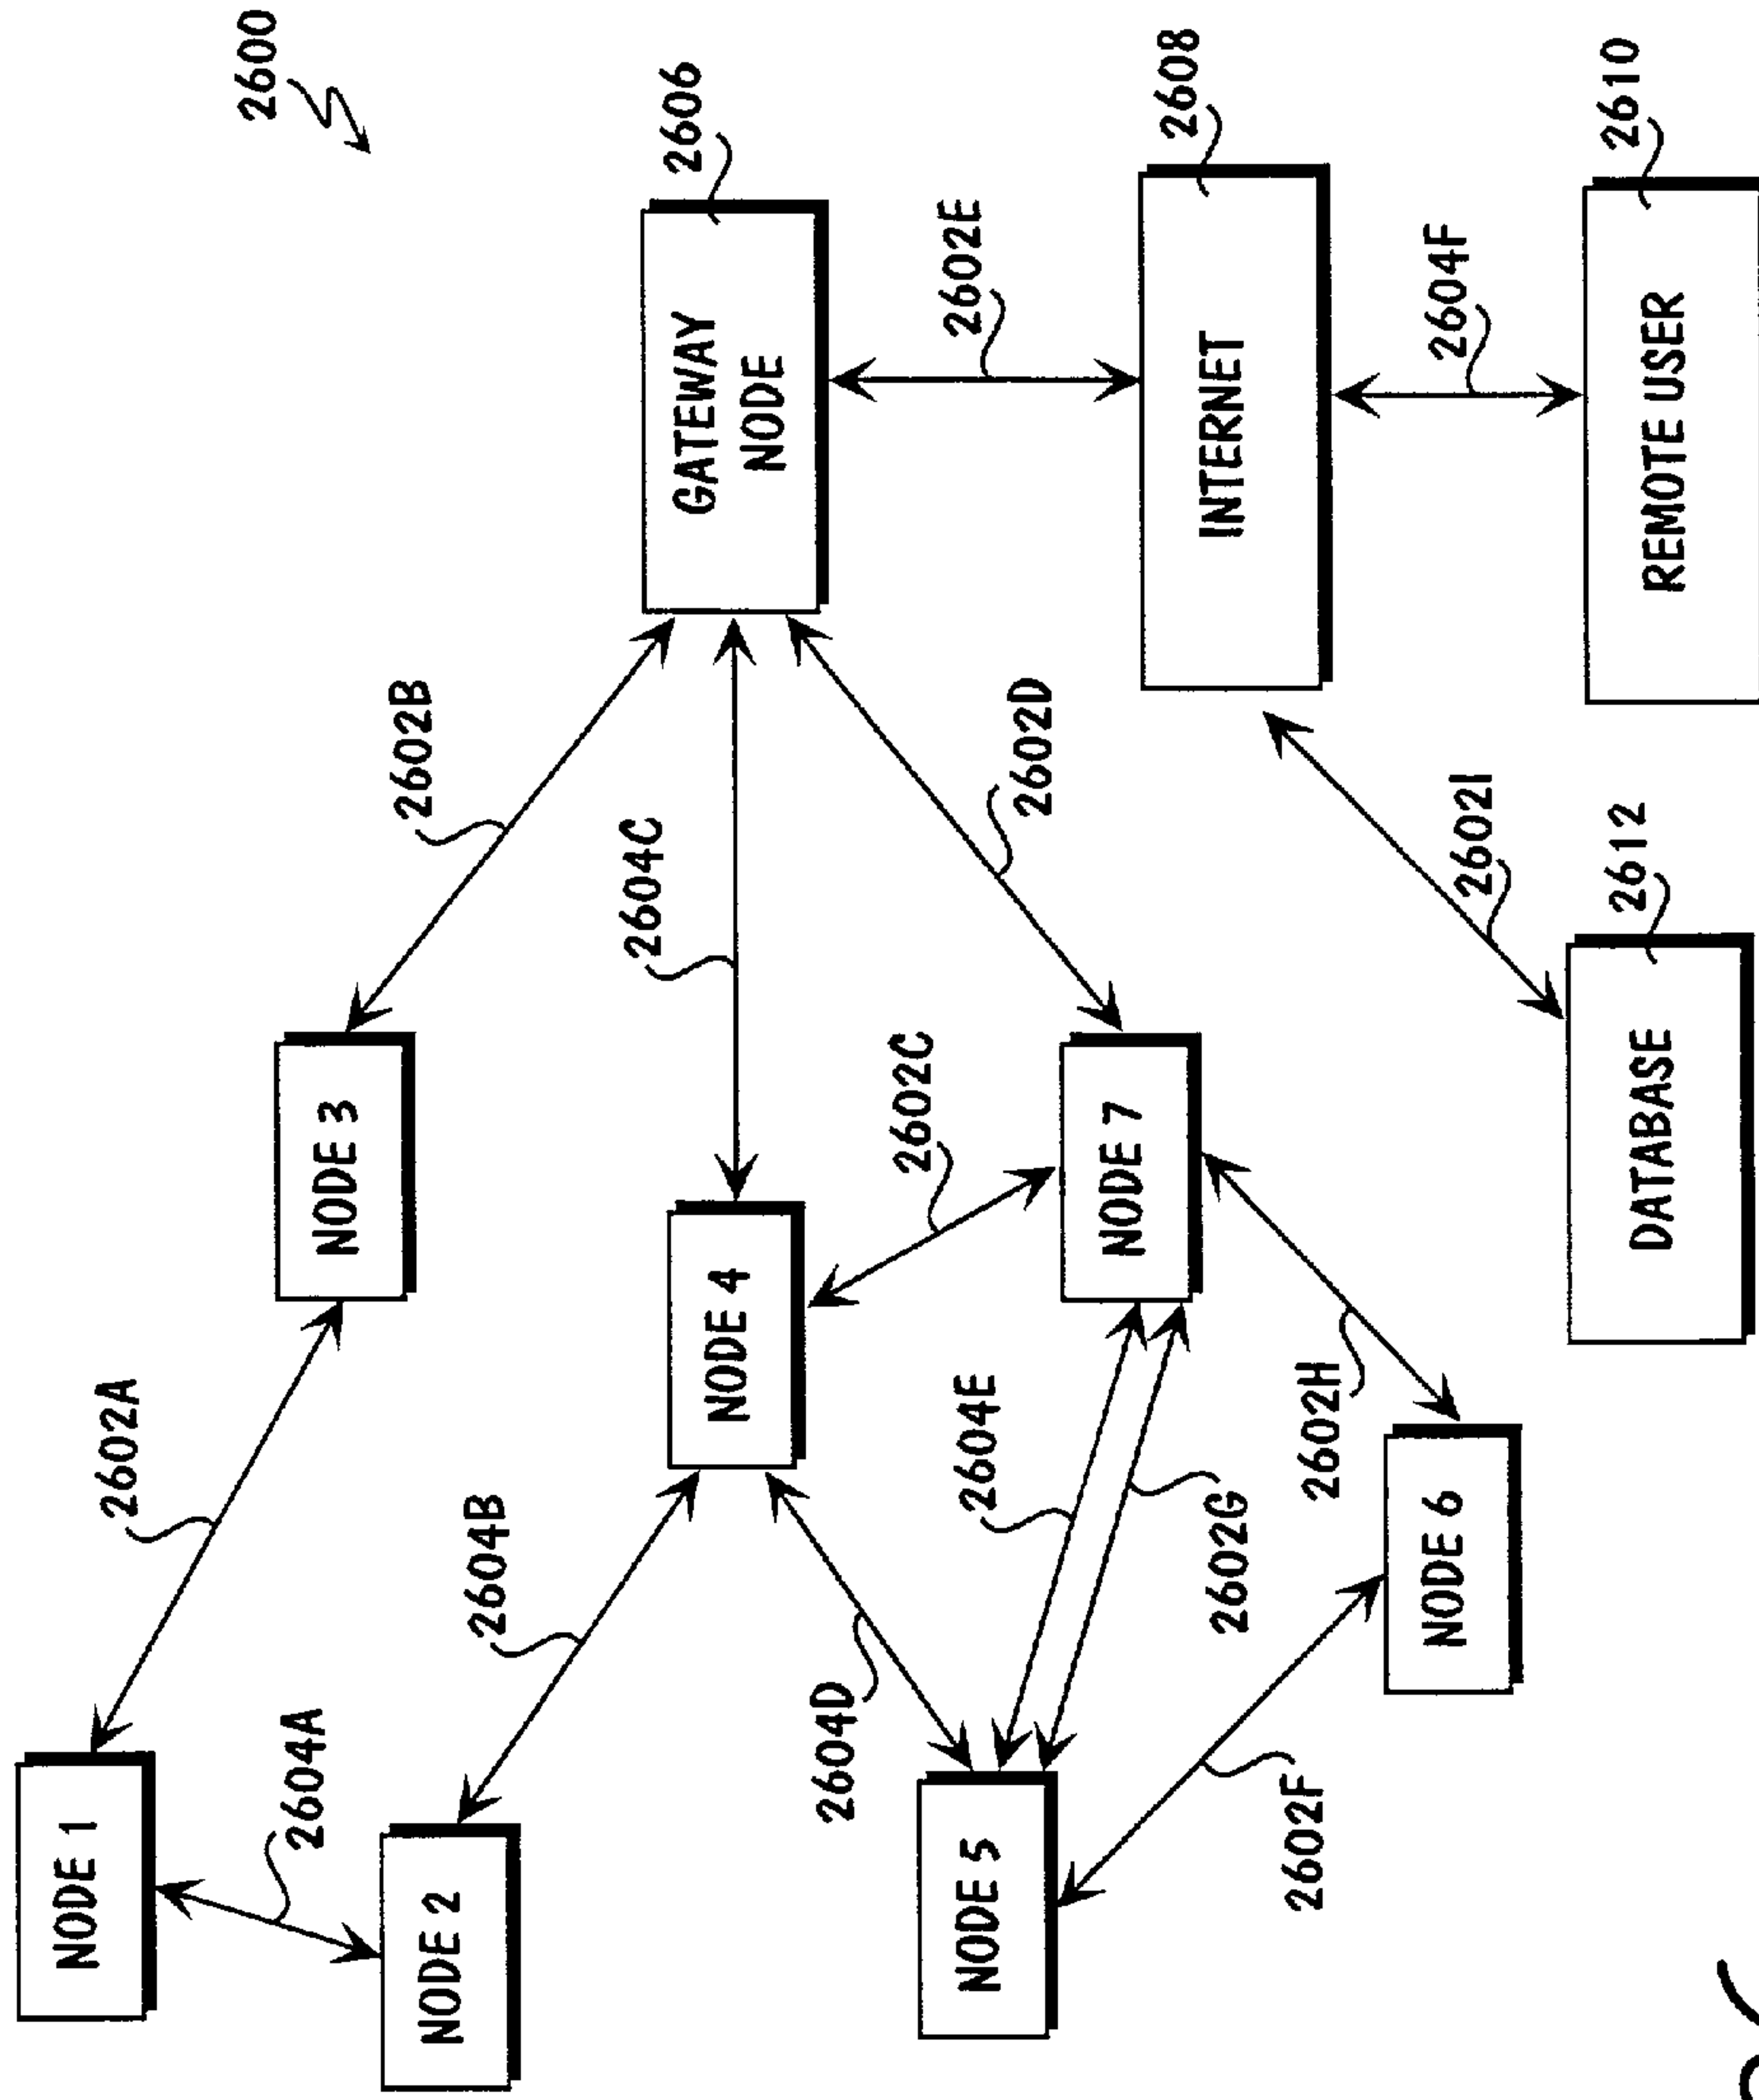 2600
NODE 1
2602A
NODE 3
2602B
2604A
NODE 2
2604B
GATEWAY
NODE
2606
2604C
NODE 4
2604D
2602C
2602D
2602E
NODE 5
2604E
NODE 7
2602G
INTERNET
2608
2602F
2602H
NODE 6
2604F
2602I
DATABASE
2612
REMOTE USER
2610